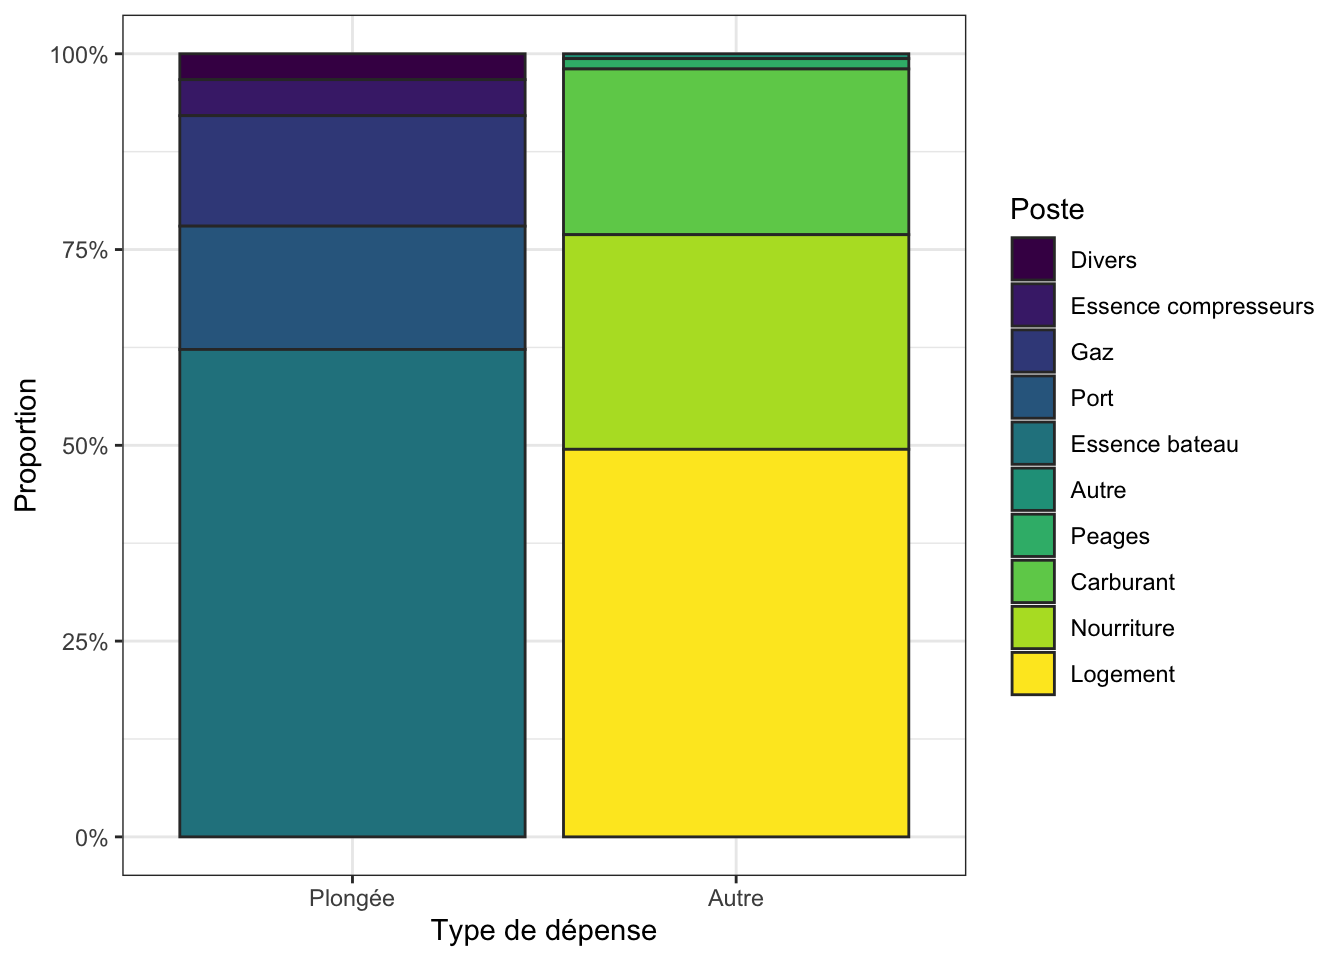 Proportion
100%
75%
50%
25%
0%
Plongée
Autre
Type de dépense
Poste
Divers
Essence compresseurs
Gaz
Port
Essence bateau
Autre
Peages
Carburant
Nourriture
Logement